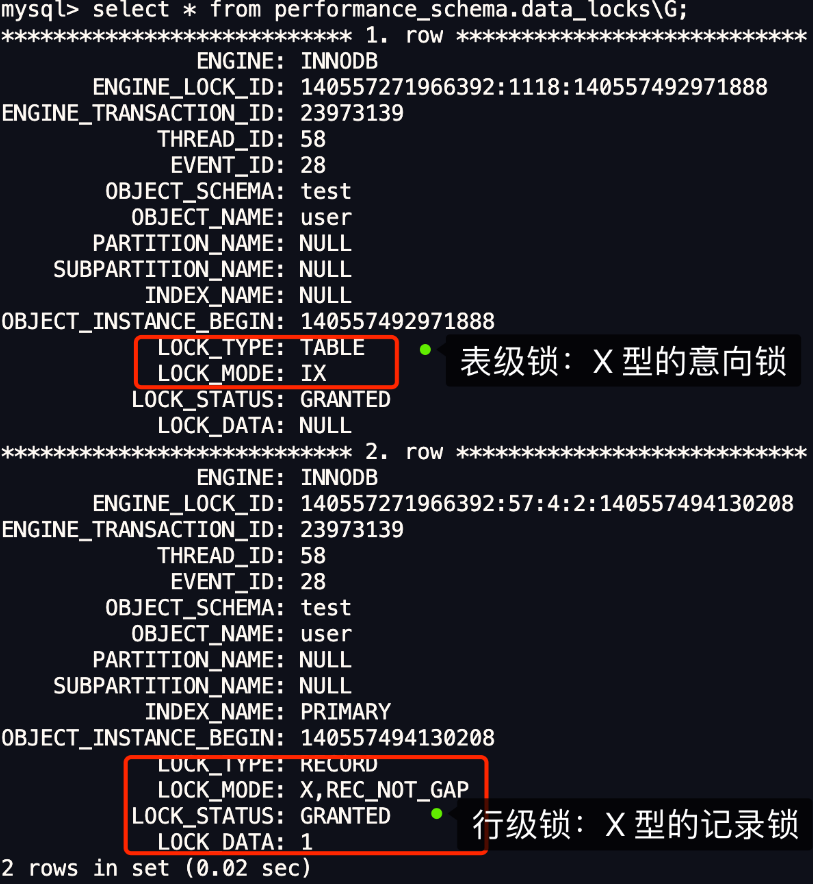 mysql> select * from performance_schema.data_locks\G;
*************************** 1. row ***************************
ENGINE: INNODB
ENGINE_LOCK_ID: 140557271966392:1118:140557492971888
ENGINE_TRANSACTION_ID: 23973139
THREAD_ID: 58
EVENT_ID: 28
OBJECT_SCHEMA: test
OBJECT_NAME: user
PARTITION_NAME: NULL
SUBPARTITION_NAME: NULL
INDEX_NAME: NULL
OBJECT_INSTANCE_BEGIN: 140557492971888
LOCK_TYPE: TABLE
表级锁：X 型的意向锁
LOCK_MODE: IX
LOCK_STATUS: GRANTED
LOCK_DATA: NULL
*************************** 2. row ***************************
ENGINE: INNODB
ENGINE_LOCK_ID: 140557271966392:57:4:2:140557494130208
ENGINE_TRANSACTION_ID: 23973139
THREAD_ID: 58
EVENT_ID: 28
OBJECT_SCHEMA: test
OBJECT_NAME: user
PARTITION_NAME: NULL
SUBPARTITION_NAME: NULL
INDEX_NAME: PRIMARY
OBJECT_INSTANCE_BEGIN: 140557494130208
LOCK_TYPE: RECORD
LOCK_MODE: X,REC_NOT_GAP
LOCK_STATUS: GRANTED
行级锁：X 型的记录锁
LOCK_DATA: 1
2 rows in set (0.02 sec)